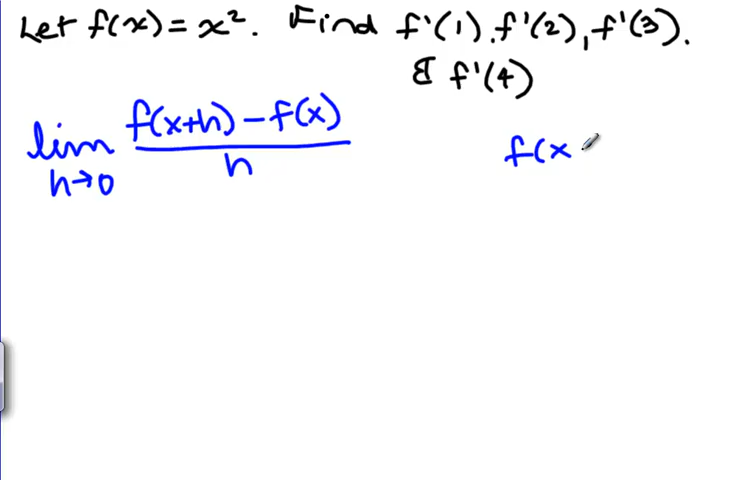 Let f(x) = x². Find f'(1). f'(2), f'(3).
& f'(4)
lim h→0 f(x+h) - f(x) / h
f(x